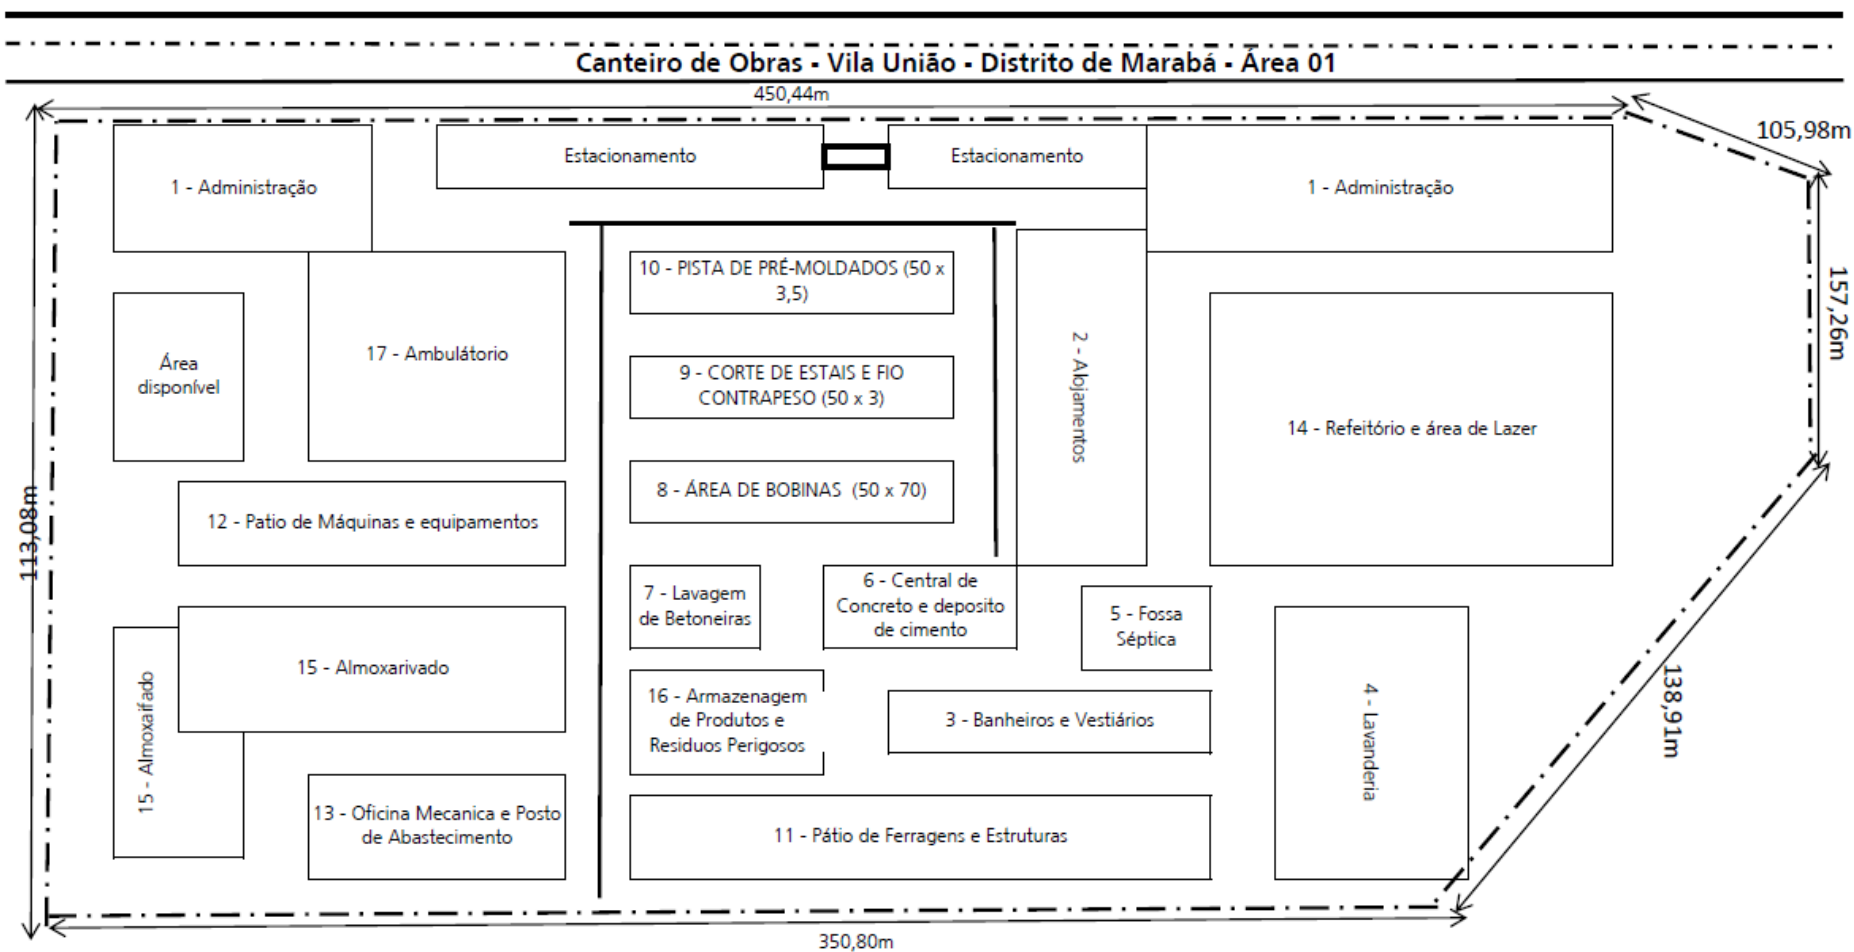 Canteiro de Obras - Vila União - Distrito de Marabá - Área 01
450,44m
105,98m
Estacionamento
Estacionamento
1 - Administração
1 - Administração
157,26m
10 - PISTA DE PRÉ-MOLDADOS (50 x
3,5)
17 - Ambulátorio
Área
disponível
9 - CORTE DE ESTAIS E FIO
CONTRAPESO (50 x 3)
2 - Alojamentos
14 - Refeitório e área de Lazer
8 - ÁREA DE BOBINAS (50 x 70)
12 - Patio de Máquinas e equipamentos
113,08m
7 - Lavagem
de Betoneiras
6 - Central de
Concreto e deposito
de cimento
5 - Fossa
Séptica
15 - Almoxarivado
15 - Almoxaifado
16 - Armazenagem
de Produtos e
Residuos Perigosos
3 - Banheiros e Vestiários
4 - Lavanderia
138,91m
13 - Oficina Mecanica e Posto
de Abastecimento
11 - Pátio de Ferragens e Estruturas
350,80m